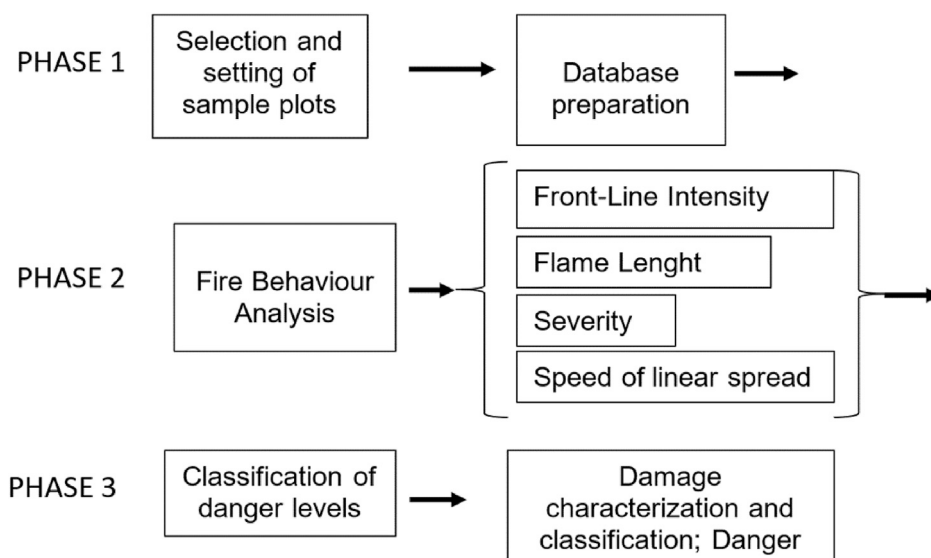 PHASE 1
Selection and
setting of
sample plots
Database
preparation
PHASE 2
Fire Behaviour
Analysis
Front-Line Intensity
Flame Lenght
Severity
Speed of linear spread
PHASE 3
Classification of
danger levels
Damage
characterization and
classification; Danger